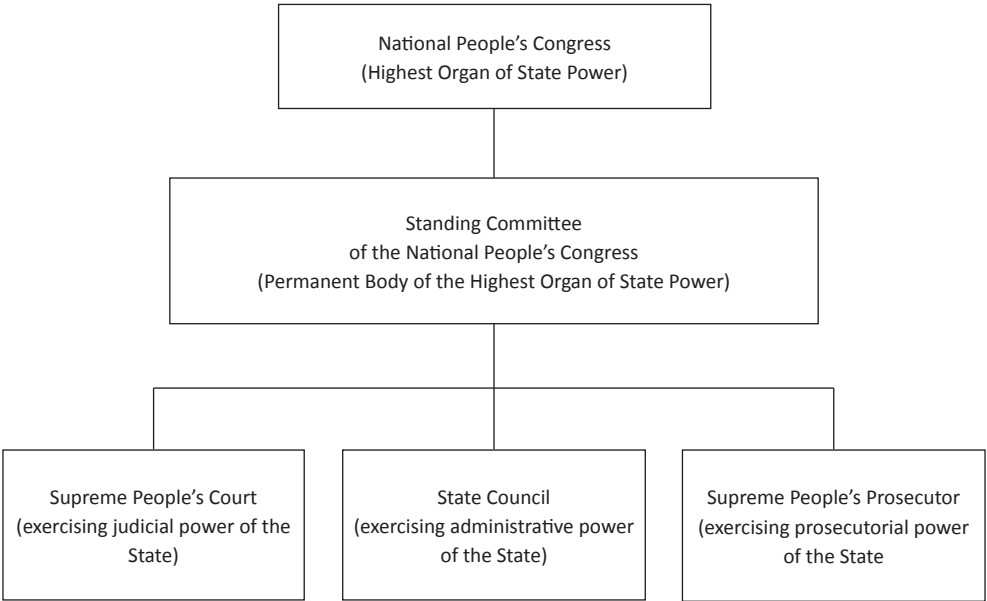 National People’s Congress
(Highest Organ of State Power)
Standing Committee
of the National People’s Congress
(Permanent Body of the Highest Organ of State Power)
Supreme People’s Court
(exercising judicial power of the
State)
State Council
(exercising administrative power
of the State)
Supreme People’s Prosecutor
(exercising prosecutorial power
of the State